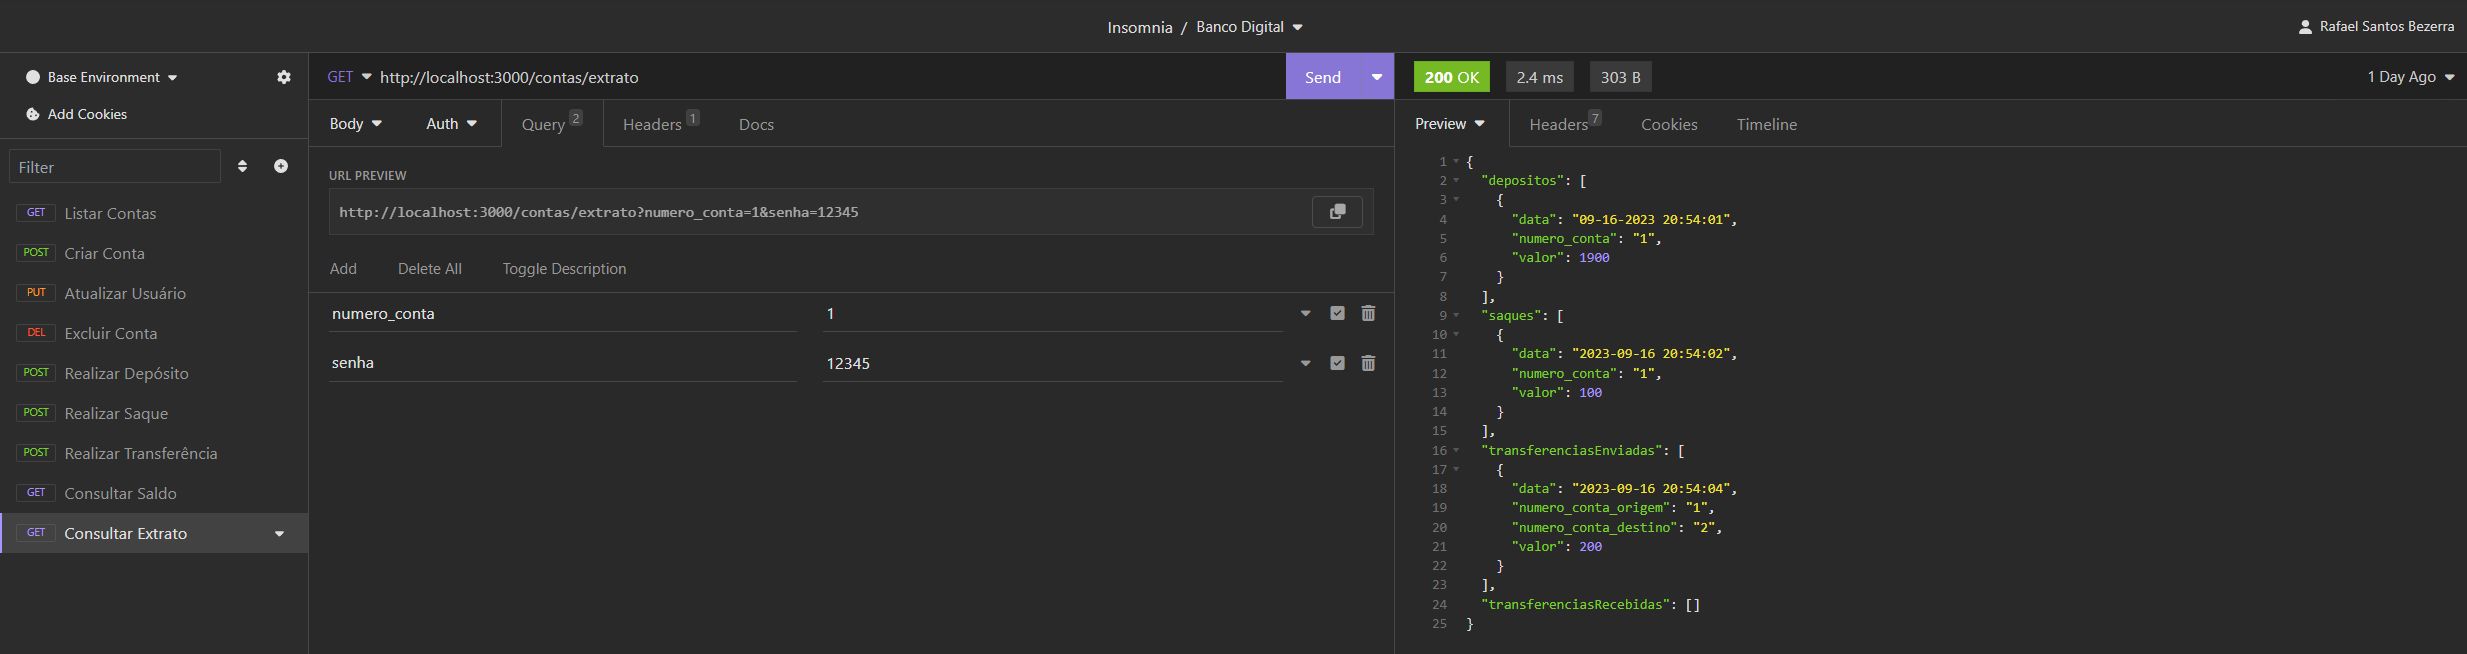 Insomnia / Banco Digital
Rafael Santos Bezerra
Base Environment
Add Cookies
Filter
GET Listar Contas
POST Criar Conta
PUT Atualizar Usuário
DEL Excluir Conta
POST Realizar Depósito
POST Realizar Saque
POST Realizar Transferência
GET Consultar Saldo
GET Consultar Extrato
GET http://localhost:3000/contas/extrato
Send
Body Auth Query 2 Headers 1 Docs
URL PREVIEW
http://localhost:3000/contas/extrato?numero_conta=1&senha=12345
Add Delete All Toggle Description
numero_conta 1
senha 12345
200 OK 2.4 ms 303 B 1 Day Ago
Preview Headers 7 Cookies Timeline
1 {
2 "depositos": [
3 {
4 "data": "09-16-2023 20:54:01",
5 "numero_conta": "1",
6 "valor": 1900
7 }
8 ],
9 "saques": [
10 {
11 "data": "2023-09-16 20:54:02",
12 "numero_conta": "1",
13 "valor": 100
14 }
15 ],
16 "transferenciasEnviadas": [
17 {
18 "data": "2023-09-16 20:54:04",
19 "numero_conta_origem": "1",
20 "numero_conta_destino": "2",
21 "valor": 200
22 }
23 ],
24 "transferenciasRecebidas": []
25 }